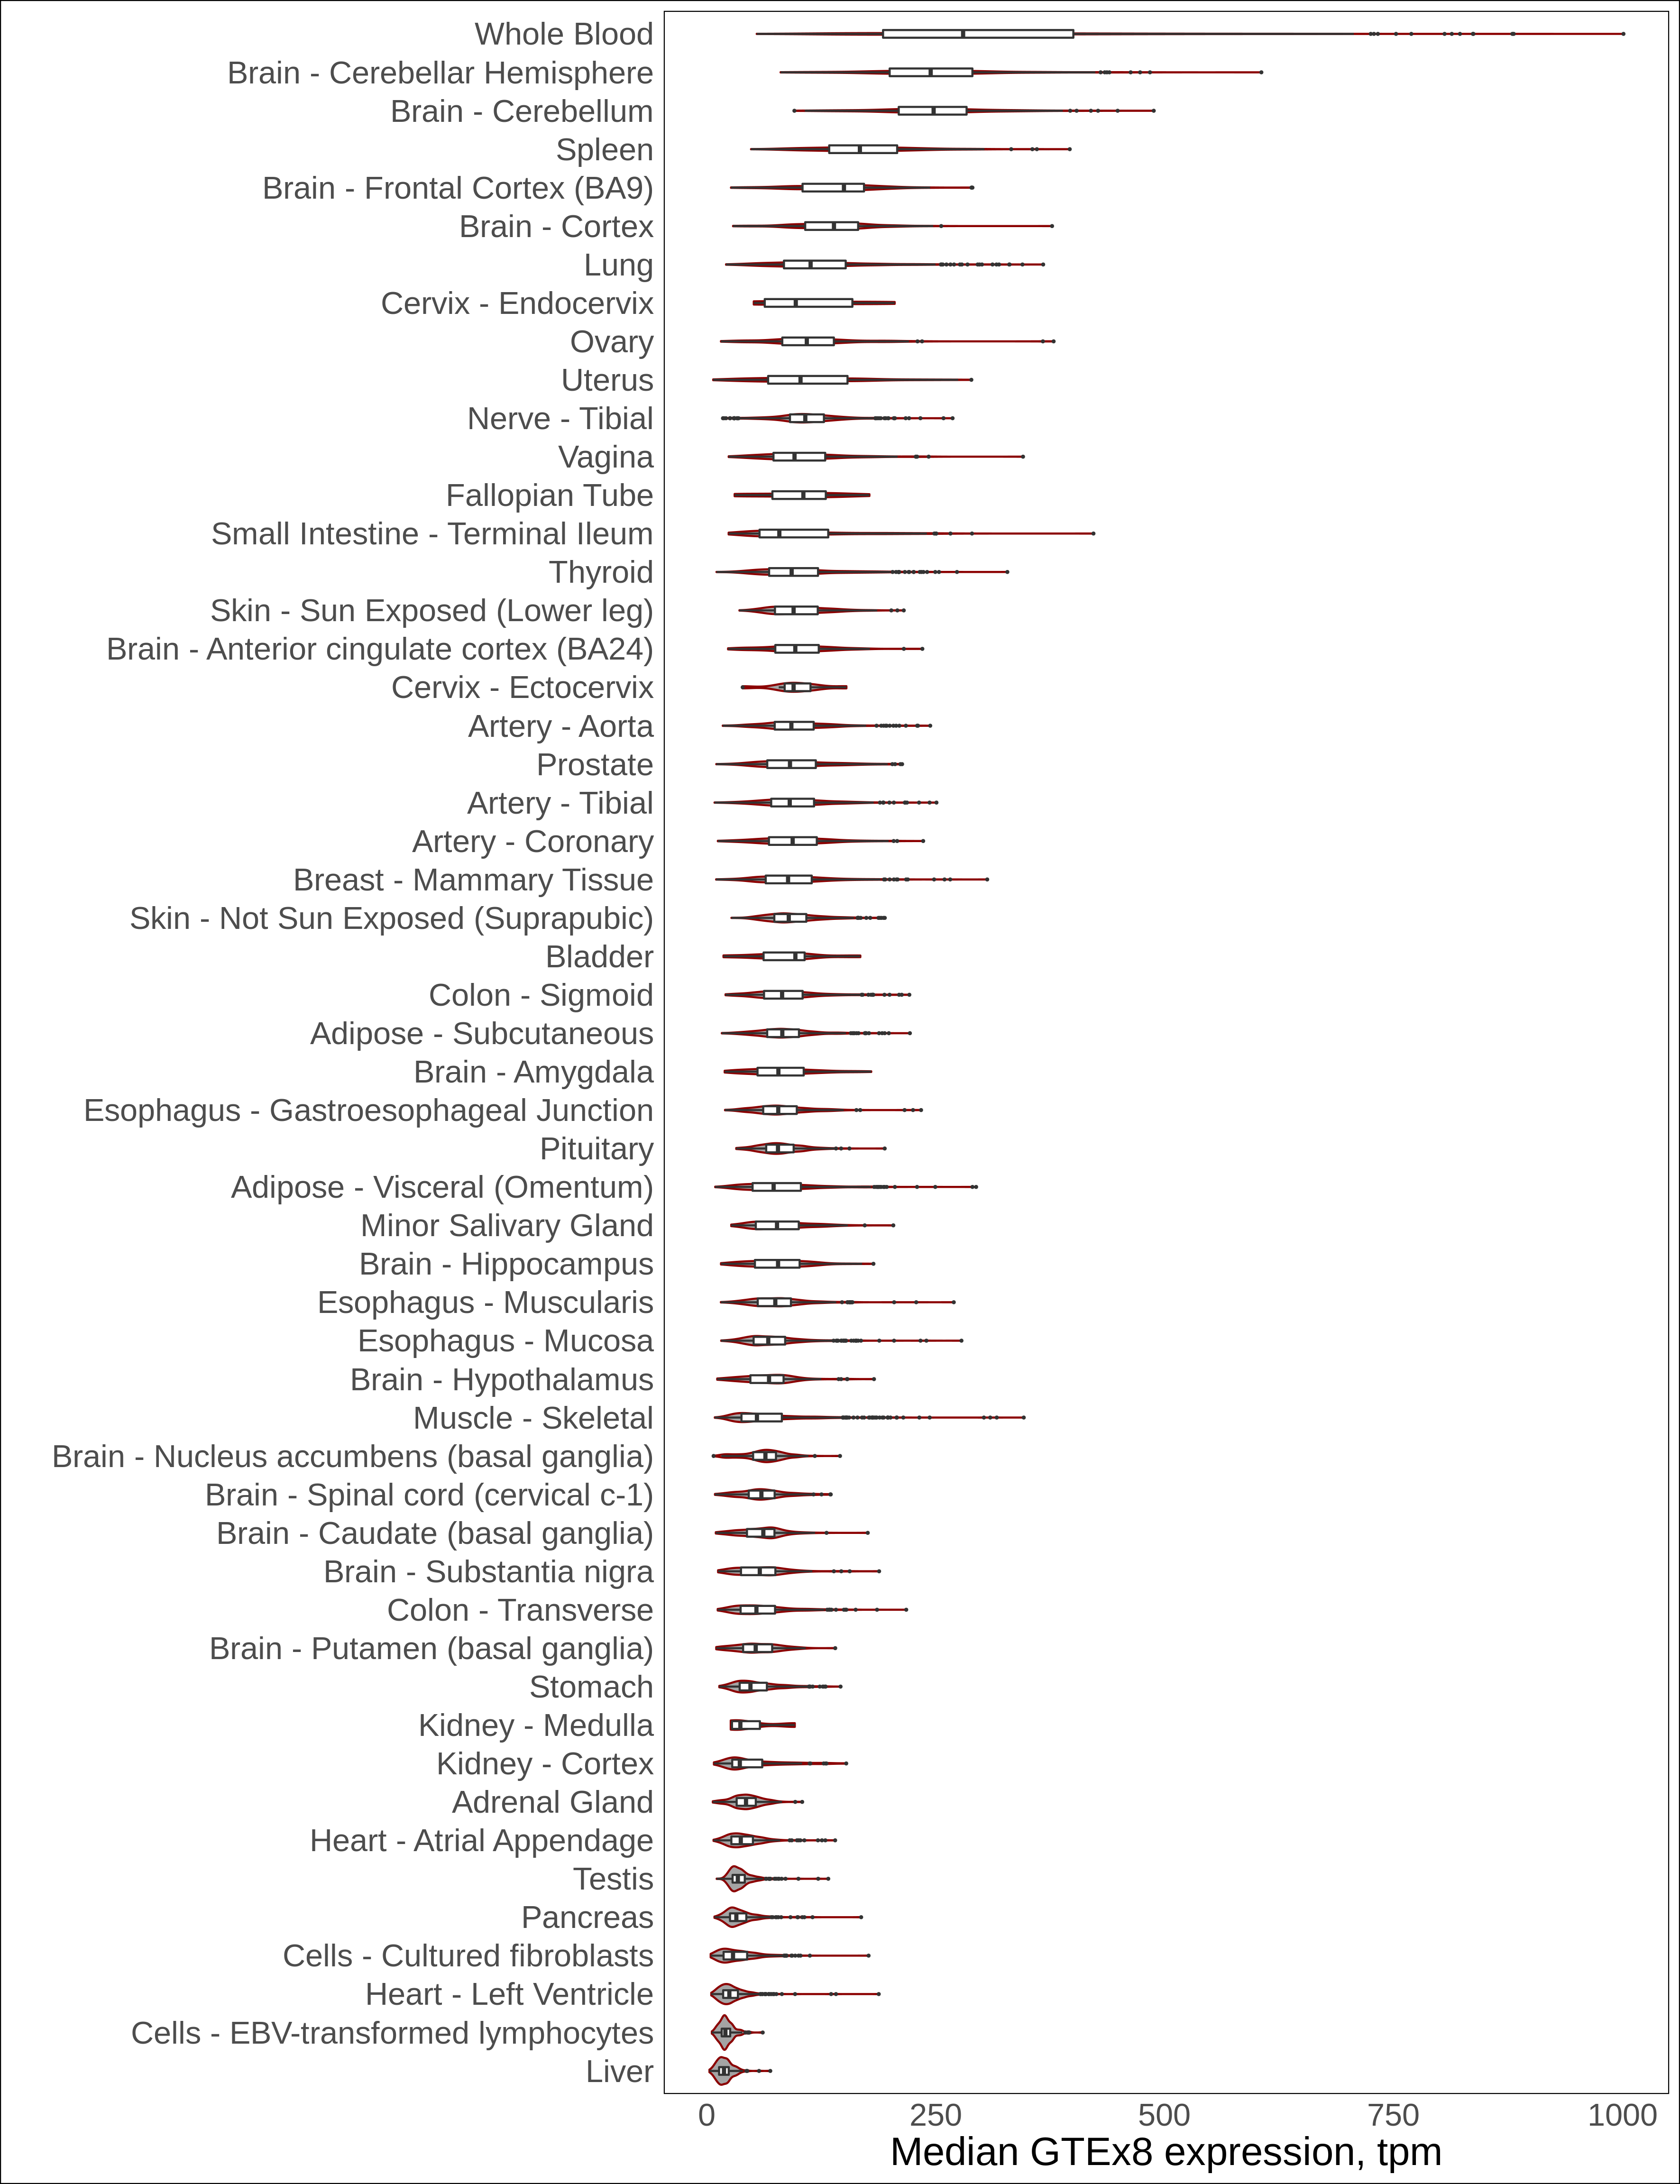 Whole Blood
Brain - Cerebellar Hemisphere
Brain - Cerebellum
Spleen
Brain - Frontal Cortex (BA9)
Brain - Cortex
Lung
Cervix - Endocervix
Ovary
Uterus
Nerve - Tibial
Vagina
Fallopian Tube
Small Intestine - Terminal Ileum
Thyroid
Skin - Sun Exposed (Lower leg)
Brain - Anterior cingulate cortex (BA24)
Cervix - Ectocervix
Artery - Aorta
Prostate
Artery - Tibial
Artery - Coronary
Breast - Mammary Tissue
Skin - Not Sun Exposed (Suprapubic)
Bladder
Colon - Sigmoid
Adipose - Subcutaneous
Brain - Amygdala
Esophagus - Gastroesophageal Junction
Pituitary
Adipose - Visceral (Omentum)
Minor Salivary Gland
Brain - Hippocampus
Esophagus - Muscularis
Esophagus - Mucosa
Brain - Hypothalamus
Muscle - Skeletal
Brain - Nucleus accumbens (basal ganglia)
Brain - Spinal cord (cervical c-1)
Brain - Caudate (basal ganglia)
Brain - Substantia nigra
Colon - Transverse
Brain - Putamen (basal ganglia)
Stomach
Kidney - Medulla
Kidney - Cortex
Adrenal Gland
Heart - Atrial Appendage
Testis
Pancreas
Cells - Cultured fibroblasts
Heart - Left Ventricle
Cells - EBV-transformed lymphocytes
Liver
0 250 500 750 1000
Median GTEx8 expression, tpm